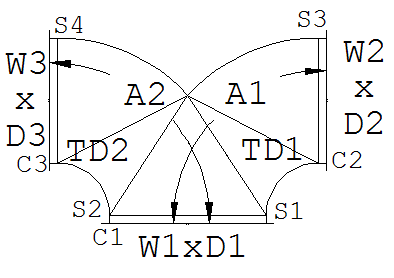 S4 S3
W3 x D3
A2 A1
W2 x D2
C3 TD2 TD1 C2
S2 S1
C1 W1xD1